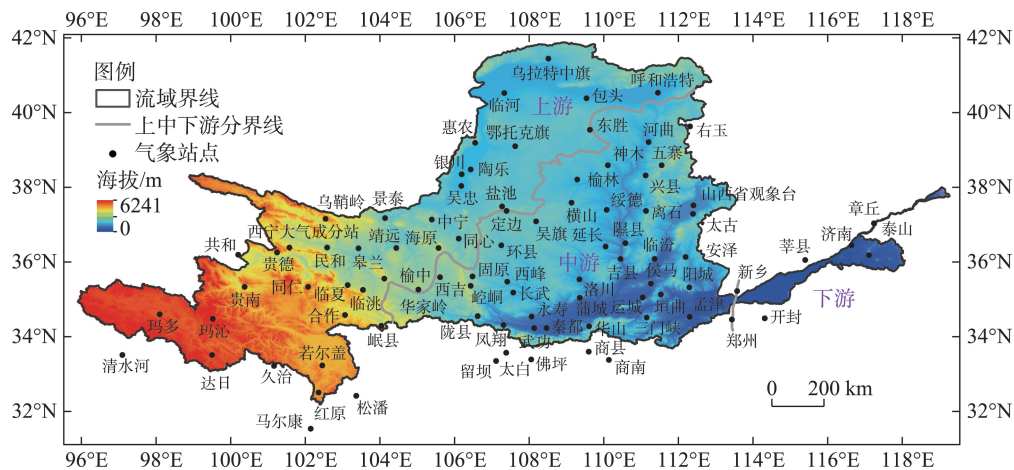 96°E 98°E 100°E 102°E 104°E 106°E 108°E 110°E 112°E 114°E 116°E 118°E
42°N
40°N
38°N
36°N
34°N
32°N
42°N
40°N
38°N
36°N
34°N
32°N
图例
流域界线
上中下游分界线
气象站点
海拔/m
6241
0
乌拉特中旗
呼和浩特
临河
上游
包头
惠农
鄂托克旗
东胜
河曲
右玉
银川
陶乐
神木
五寨
吴忠
盐池
榆林
绥德
兴县
山西省观象台
乌鞘岭
景泰
中宁
定边
横山
离石
太古
章丘
共和
西宁大气成分站
靖远
海原
同心
吴旗
延长
隰县
临汾
安泽
莘县
济南
泰山
贵德
民和
皋兰
环县
中游
贵南
同仁
临夏
榆中
固原
西峰
吉县
侯马
阳城
新乡
临洮
西吉
崆峒
长武
洛川
下游
合作
华家岭
永寿
蒲城
运城
垣曲
孟津
开封
玛多
玛沁
岷县
陇县
凤翔
武功
秦都
华山
三门峡
郑州
若尔盖
商县
清水河
达日
久治
留坝
太白
佛坪
商南
红原
松潘
马尔康
0 200 km
96°E 98°E 100°E 102°E 104°E 106°E 108°E 110°E 112°E 114°E 116°E 118°E